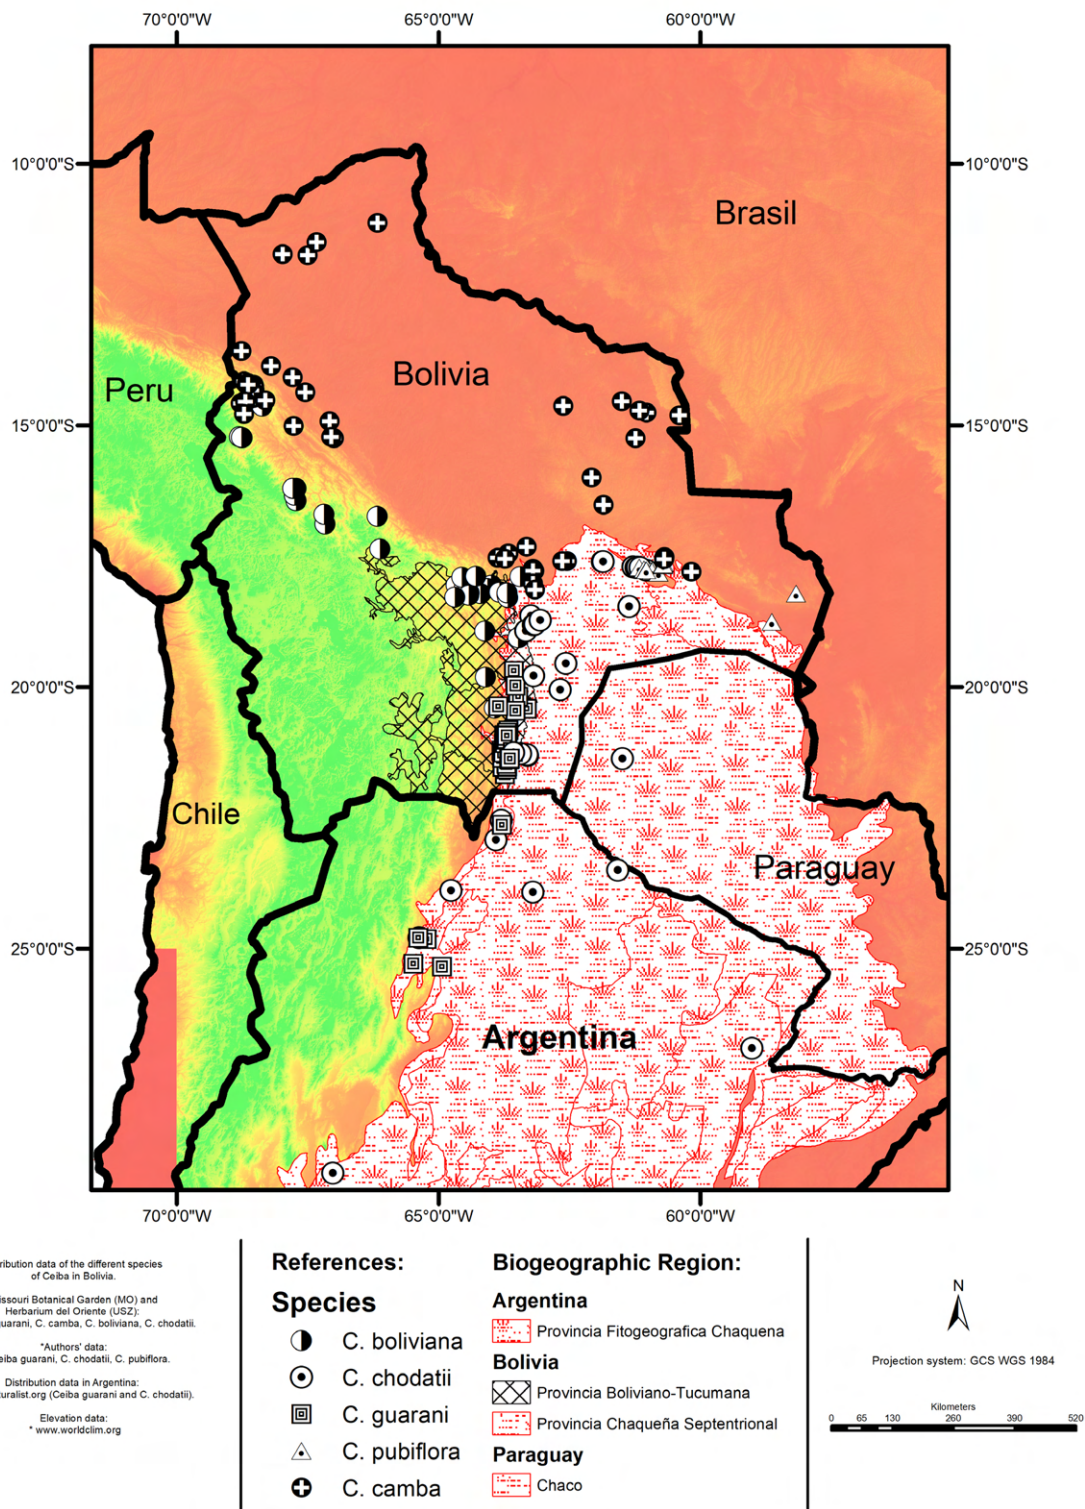 70°0'0"W 65°0'0"W 60°0'0"W
10°0'0"S 10°0'0"S
Brasil
Bolivia
Peru
15°0'0"S 15°0'0"S
20°0'0"S 20°0'0"S
Chile
Paraguay
25°0'0"S 25°0'0"S
Argentina
70°0'0"W 65°0'0"W 60°0'0"W
ribution data of the different species
of Ceiba in Bolivia.
issouri Botanical Garden (MO) and
Herbarium del Oriente (USZ):
uarani, C. camba, C. boliviana, C. chodatii.
*Authors' data:
eiba guarani, C. chodatii, C. pubiflora.
Distribution data in Argentina:
uralist.org (Ceiba guarani and C. chodatii).
Elevation data:
* www.worldclim.org
References:
Species
C. boliviana
C. chodatii
C. guarani
C. pubiflora
C. camba
Biogeographic Region:
Argentina
Provincia Fitogeografica Chaquena
Bolivia
Provincia Boliviano-Tucumana
Provincia Chaqueña Septentrional
Paraguay
Chaco
N
Projection system: GCS WGS 1984
Kilometers
0 65 130 260 390 520